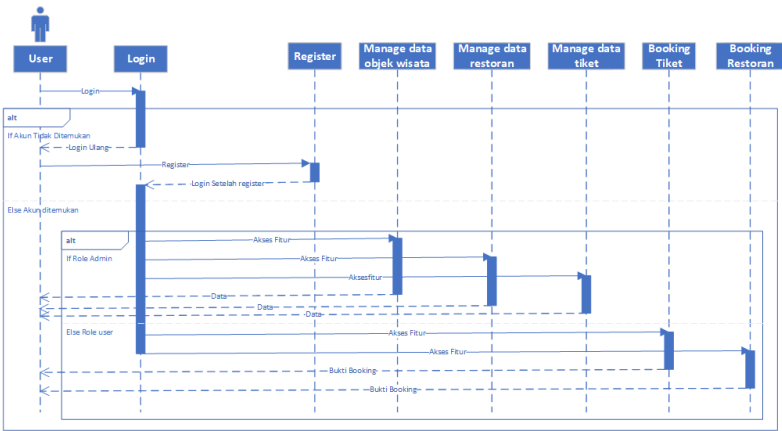 User
Login
Register
Manage data
objek wisata
Manage data
restoran
Manage data
tiket
Booking
Tiket
Booking
Restoran
Login
alt
If Akun Tidak Ditemukan
Login Ulang
Register
Login Setelah register
Else Akun ditemukan
alt
Akses Fitur
If Role Admin
Akses Fitur
Aksesfitur
Data
Data
Data
Else Role user
Akses Fitur
Akses Fitur
Bukti Booking
Bukti Booking